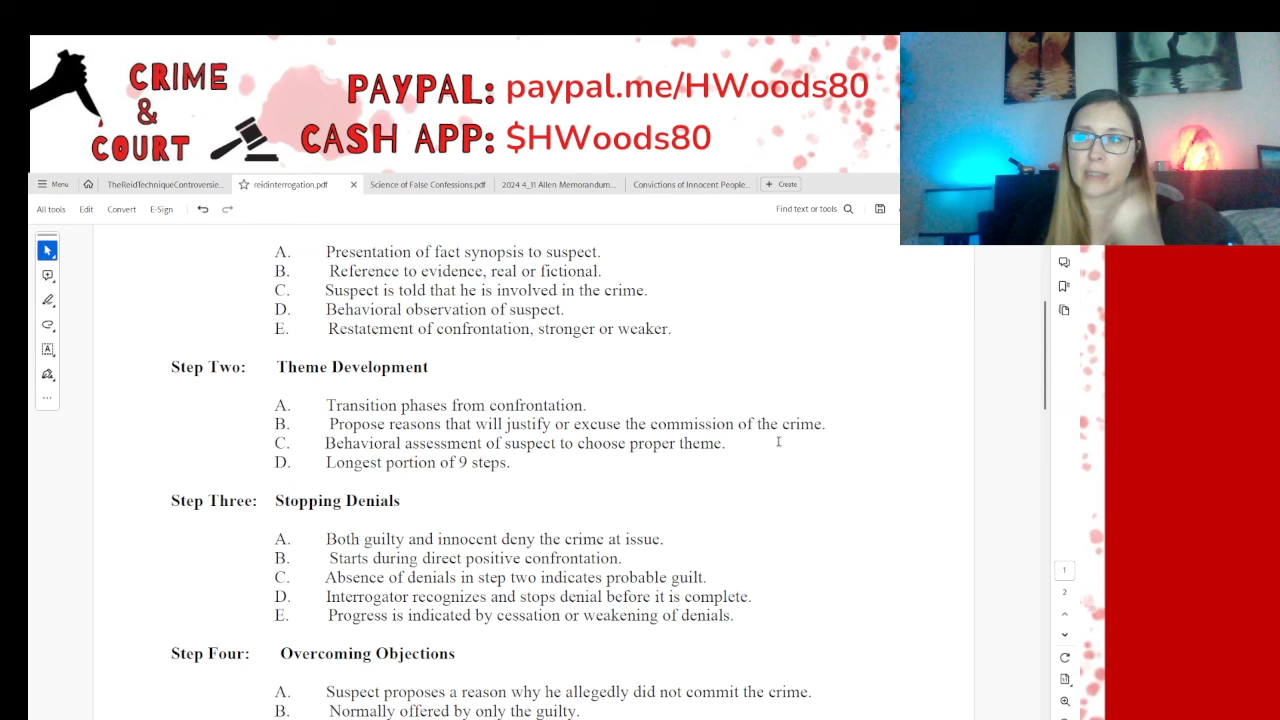 CRIME
&
COURT
PAYPAL: paypal.me/HWoods80
CASH APP: $HWoods80
Menu TheReidTechniqueControversie... reidinterrogation.pdf Science of False Confessions.pdf 2024 4_11 Allen Memorandum... Convictions of Innocent People... + Create
All tools Edit Convert E-Sign Find text or tools
A. Presentation of fact synopsis to suspect.
B. Reference to evidence, real or fictional.
C. Suspect is told that he is involved in the crime.
D. Behavioral observation of suspect.
E. Restatement of confrontation, stronger or weaker.
Step Two: Theme Development
A. Transition phases from confrontation.
B. Propose reasons that will justify or excuse the commission of the crime.
C. Behavioral assessment of suspect to choose proper theme.
D. Longest portion of 9 steps.
Step Three: Stopping Denials
A. Both guilty and innocent deny the crime at issue.
B. Starts during direct positive confrontation.
C. Absence of denials in step two indicates probable guilt.
D. Interrogator recognizes and stops denial before it is complete.
E. Progress is indicated by cessation or weakening of denials.
1
2
Step Four: Overcoming Objections
A. Suspect proposes a reason why he allegedly did not commit the crime.
B. Normally offered by only the guilty.